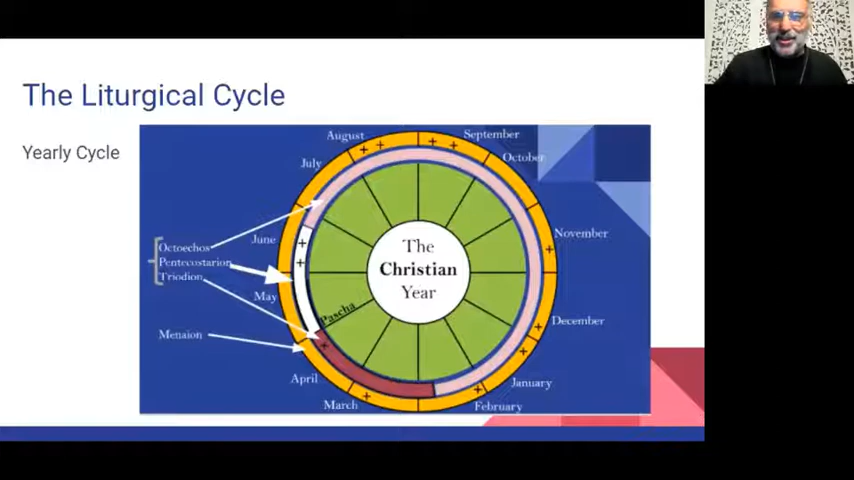 The Liturgical Cycle
Yearly Cycle
August
September
July
October
June
Octoechos
Pentecostarion
Triodion
November
The
Christian
Year
May
Pascha
December
Menaion
April
January
March
February